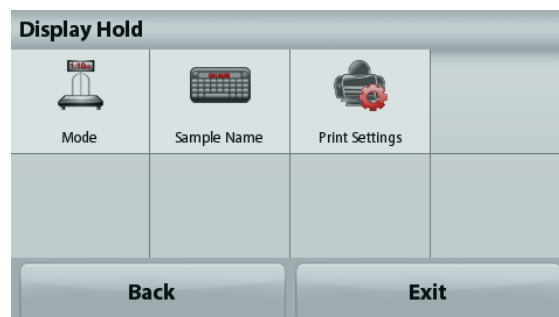 Display Hold
Mode
Sample Name
Print Settings
Back
Exit